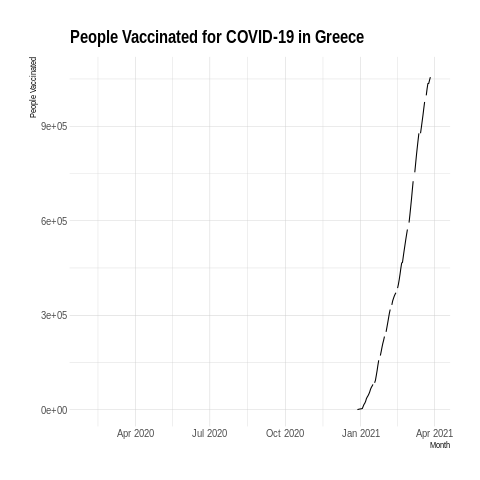 People Vaccinated for COVID-19 in Greece
People Vaccinated
9e+05
6e+05
3e+05
0e+00
Apr 2020 Jul 2020 Oct 2020 Jan 2021 Apr 2021
Month